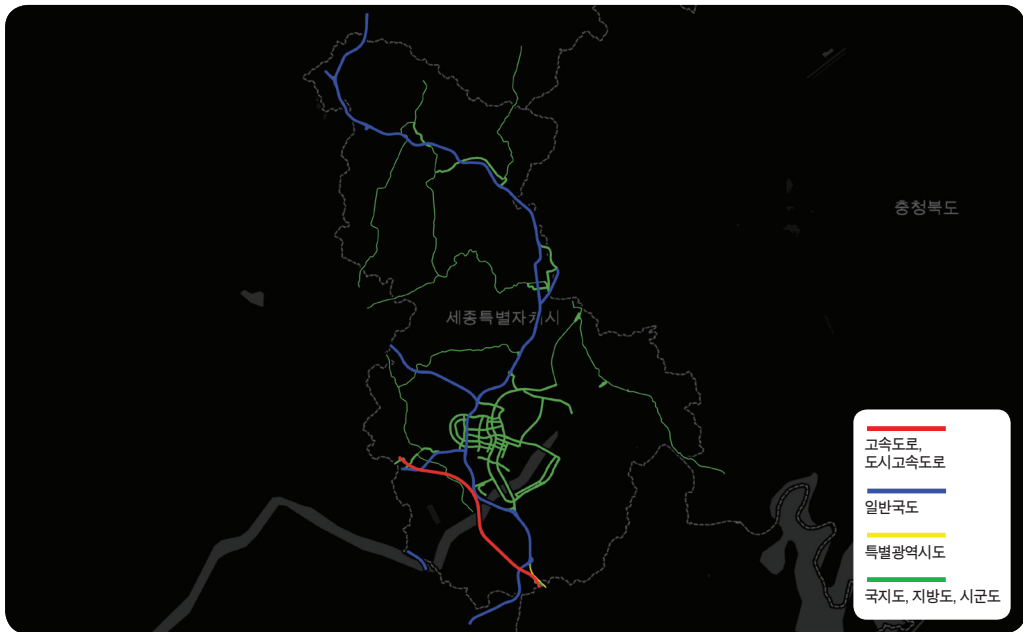 충청북도
세종특별자치시
고속도로,
도시고속도로
일반국도
특별광역시도
국지도, 지방도, 시군도